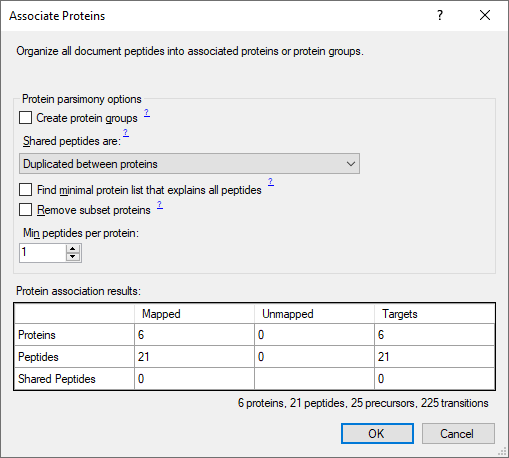 Associate Proteins ? ×
Organize all document peptides into associated proteins or protein groups.
Protein parsimony options
Create protein groups ?
Shared peptides are: ?
Duplicated between proteins
Find minimal protein list that explains all peptides ?
Remove subset proteins ?
Min peptides per protein:
1
Protein association results:
Mapped Unmapped Targets
Proteins 6 0 6
Peptides 21 0 21
Shared Peptides 0 0
6 proteins, 21 peptides, 25 precursors, 225 transitions
OK Cancel